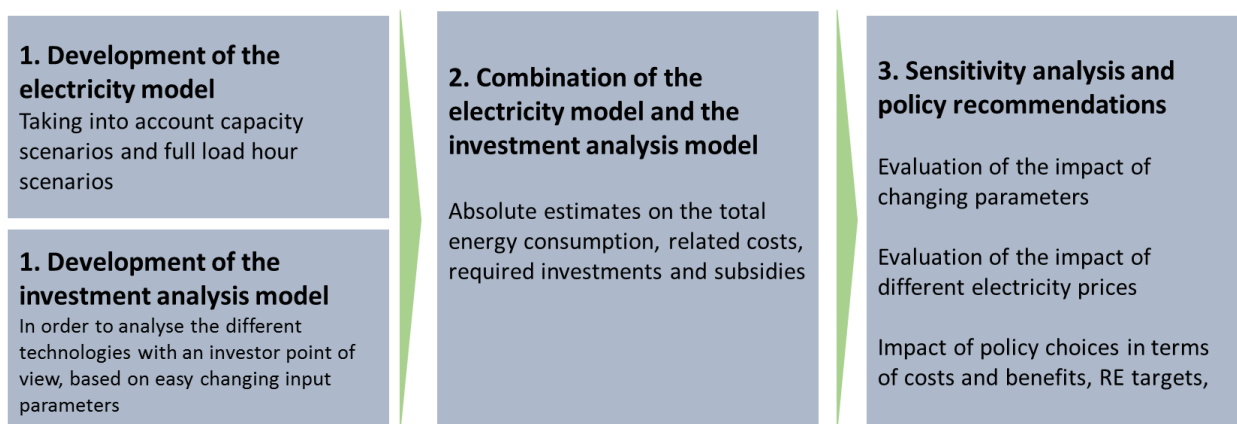 1. Development of the
electricity model
Taking into account capacity
scenarios and full load hour
scenarios
1. Development of the
investment analysis model
In order to analyse the different
technologies with an investor point of
view, based on easy changing input
parameters
2. Combination of the
electricity model and the
investment analysis model
Absolute estimates on the total
energy consumption, related costs,
required investments and subsidies
3. Sensitivity analysis and
policy recommendations
Evaluation of the impact of
changing parameters
Evaluation of the impact of
different electricity prices
Impact of policy choices in terms
of costs and benefits, RE targets,